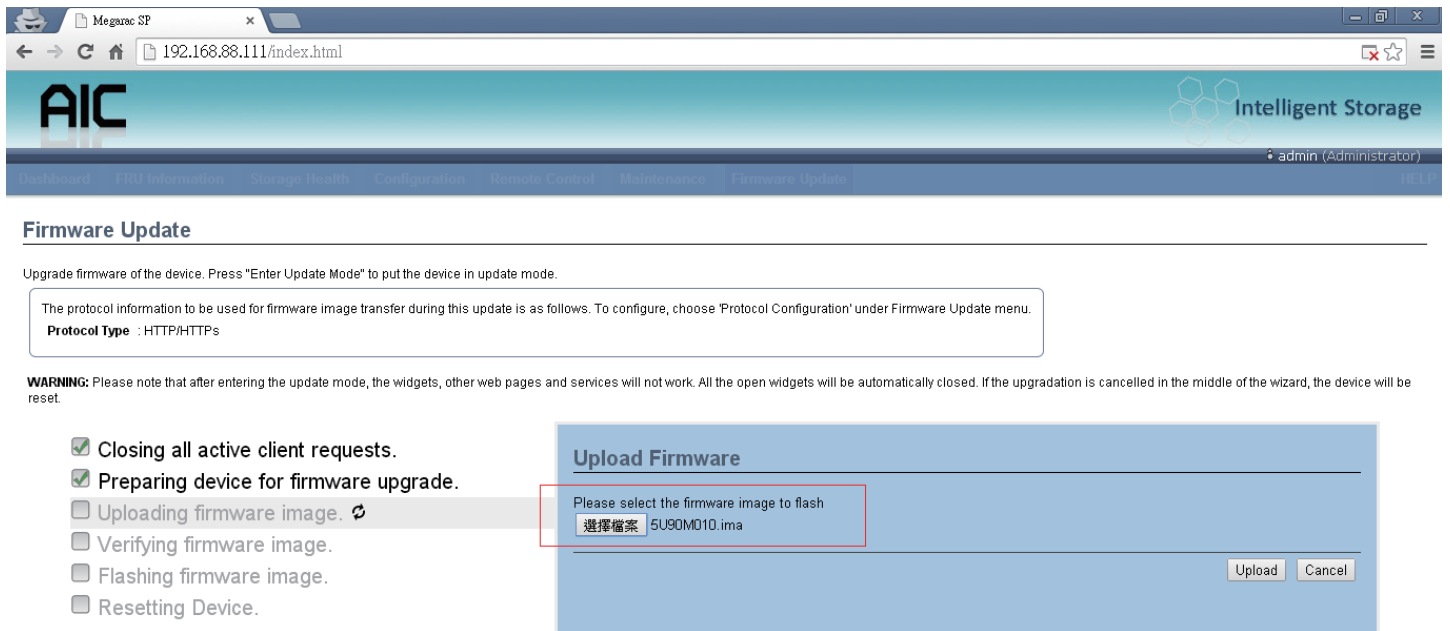 Megarac SP
192.168.88.111/index.html
AIC
Intelligent Storage
admin (Administrator)
Dashboard FRU Information Storage Health Configuration Remote Control Maintenance Firmware Update HELP
Firmware Update
Upgrade firmware of the device. Press "Enter Update Mode" to put the device in update mode.
The protocol information to be used for firmware image transfer during this update is as follows. To configure, choose 'Protocol Configuration' under Firmware Update menu.
Protocol Type : HTTP/HTTPs
WARNING: Please note that after entering the update mode, the widgets, other web pages and services will not work. All the open widgets will be automatically closed. If the upgradation is cancelled in the middle of the wizard, the device will be
reset.
Closing all active client requests.
Preparing device for firmware upgrade.
Uploading firmware image.
Verifying firmware image.
Flashing firmware image.
Resetting Device.
Upload Firmware
Please select the firmware image to flash
選擇檔案 5U90M010.ima
Upload Cancel